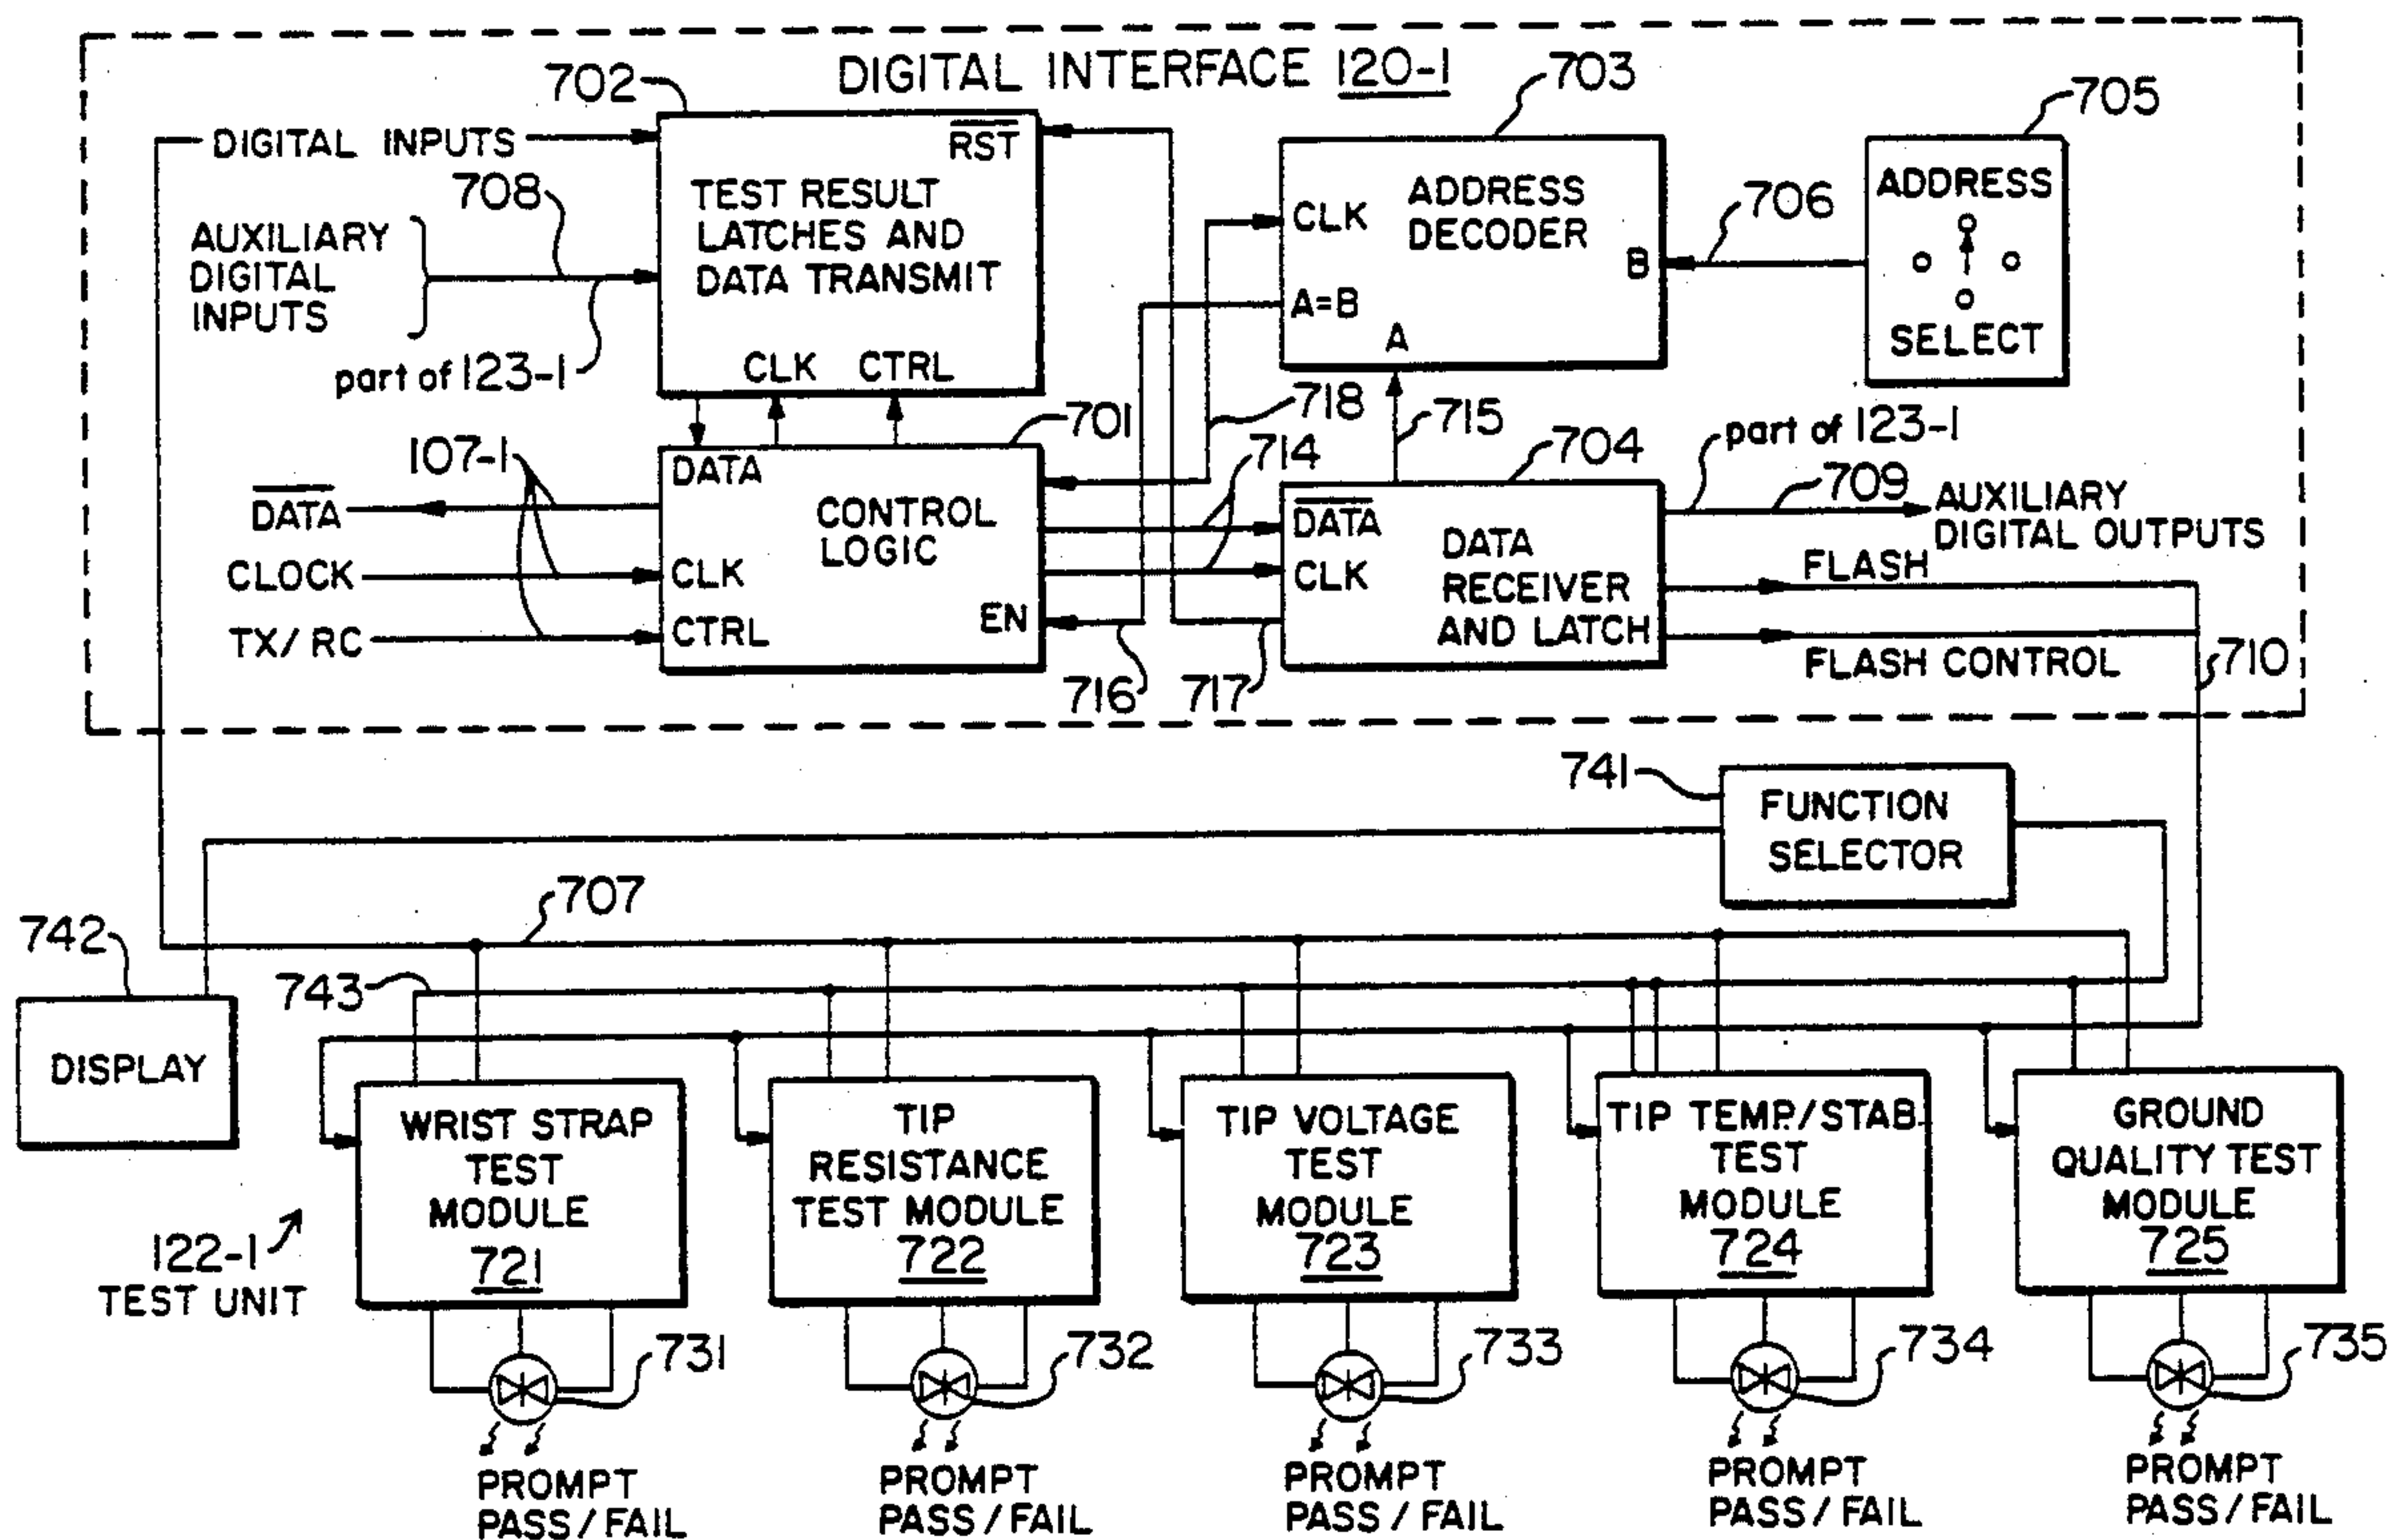 DIGITAL INTERFACE 120-1
702
703
705
DIGITAL INPUTS
RST
708
TEST RESULT
LATCHES AND
DATA TRANSMIT
AUXILIARY
DIGITAL
INPUTS
part of 123-1
CLK CTRL
CLK
ADDRESS
DECODER
A=B
A
B
706
ADDRESS
SELECT
718
715
701
714
704
part of 123-1
709
107-1
DATA
DATA
CLOCK
TX/RC
CLK
CTRL
CONTROL
LOGIC
EN
DATA
CLK
DATA
RECEIVER
AND LATCH
AUXILIARY
DIGITAL OUTPUTS
FLASH
FLASH CONTROL
710
716
717
741
FUNCTION
SELECTOR
707
742
743
DISPLAY
WRIST STRAP
TEST
MODULE
721
TIP
RESISTANCE
TEST MODULE
722
TIP VOLTAGE
TEST
MODULE
723
TIP TEMP./STAB.
TEST
MODULE
724
GROUND
QUALITY TEST
MODULE
725
122-1
TEST UNIT
731
732
733
734
735
PROMPT
PASS/FAIL
PROMPT
PASS/FAIL
PROMPT
PASS/FAIL
PROMPT
PASS/FAIL
PROMPT
PASS/FAIL